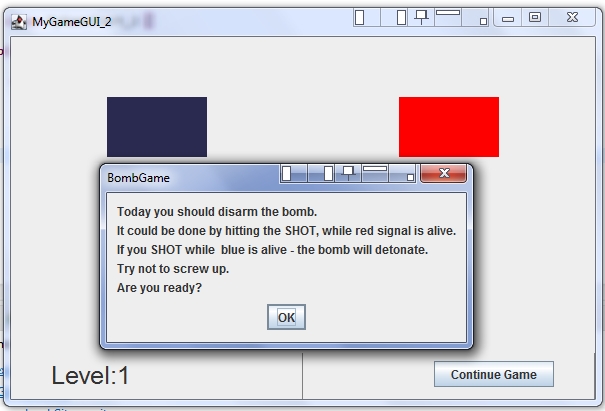 MyGameGUI_2
BombGame
Today you should disarm the bomb.
It could be done by hitting the SHOT, while red signal is alive.
If you SHOT while  blue is alive - the bomb will detonate.
Try not to screw up.
Are you ready?
OK
Level:1
Continue Game